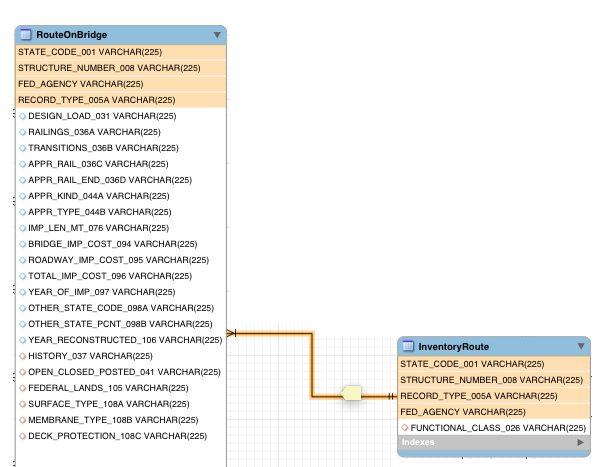 RouteOnBridge
STATE_CODE_001 VARCHAR(225)
STRUCTURE_NUMBER_008 VARCHAR(225)
FED_AGENCY VARCHAR(225)
RECORD_TYPE_005A VARCHAR(225)
DESIGN_LOAD_031 VARCHAR(225)
RAILINGS_036A VARCHAR(225)
TRANSITIONS_036B VARCHAR(225)
APPR_RAIL_036C VARCHAR(225)
APPR_RAIL_END_036D VARCHAR(225)
APPR_KIND_044A VARCHAR(225)
APPR_TYPE_044B VARCHAR(225)
IMP_LEN_MT_076 VARCHAR(225)
BRIDGE_IMP_COST_094 VARCHAR(225)
ROADWAY_IMP_COST_095 VARCHAR(225)
TOTAL_IMP_COST_096 VARCHAR(225)
YEAR_OF_IMP_097 VARCHAR(225)
OTHER_STATE_CODE_098A VARCHAR(225)
OTHER_STATE_PCNT_098B VARCHAR(225)
YEAR_RECONSTRUCTED_106 VARCHAR(225)
HISTORY_037 VARCHAR(225)
OPEN_CLOSED_POSTED_041 VARCHAR(225)
FEDERAL_LANDS_105 VARCHAR(225)
SURFACE_TYPE_108A VARCHAR(225)
MEMBRANE_TYPE_108B VARCHAR(225)
DECK_PROTECTION_108C VARCHAR(225)
InventoryRoute
STATE_CODE_001 VARCHAR(225)
STRUCTURE_NUMBER_008 VARCHAR(225)
RECORD_TYPE_005A VARCHAR(225)
FED_AGENCY VARCHAR(225)
FUNCTIONAL_CLASS_026 VARCHAR(225)
Indexes